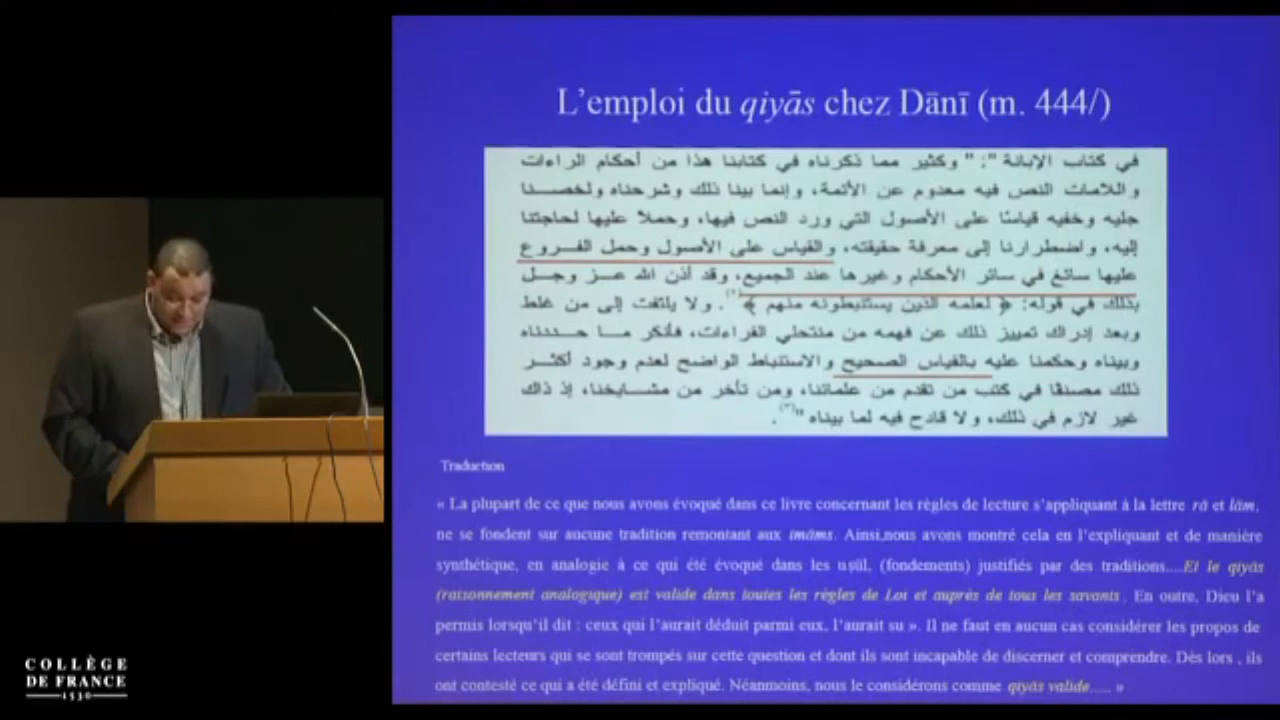 L'emploi du qiyās chez Dānī (m. 444/)
في كتاب الإبانة ":" وكثير مما ذكرناه في كتابنا هذا من أحكام الراءات
واللامات النص فيه معدوم عن الأئمة، وإنما بينا ذلك وشرحناه ولخصنا
جليه وخفيه قياسًا على الأصول التي ورد النص فيها، وحملاً عليها لحاجتنا
إليه، واضطرارنا إلى معرفة حقيقته، والقياس على الأصول وحمل الفروع
عليها سائغ في سائر الأحكام وغيرها عند الجميع، وقد أذن الله عز وجل
بذلك في قوله: ﴿ لعلمه الذين يستنبطونه منهم ﴾(٢). ولا يلتفت إلى من غلط
وبعد إدراك تمييز ذلك عن فهمه من منتحلي القراءات، فأنكر ما حددناه
وبيناه وحكمنا عليه بالقياس الصحيح والاستنباط الواضح لعدم وجود أكثر
ذلك مصنفا في كتب من تقدم من علمائنا، ومن تأخر من مشايخنا، إذ ذاك
غير لازم في ذلك، ولا قادح فيه لما بيناه"(٣).
Traduction
« La plupart de ce que nous avons évoqué dans ce livre concernant les règles de lecture s'appliquant à la lettre rā et lām,
ne se fondent sur aucune tradition remontant aux imāms. Ainsi,nous avons montré cela en l'expliquant et de manière
synthétique, en analogie à ce qui été évoqué dans les uṣūl, (fondements) justifiés par des traditions....Et le qiyās
(raisonnement analogique) est valide dans toutes les règles de Loi et auprès de tous les savants. En outre, Dieu l'a
permis lorsqu'il dit : ceux qui l'aurait déduit parmi eux, l'aurait su ». Il ne faut en aucun cas considérer les propos de
certains lecteurs qui se sont trompés sur cette question et dont ils sont incapable de discerner et comprendre. Dès lors , ils
ont contesté ce qui a été défini et expliqué. Néanmoins, nous le considérons comme qiyās valide..... »
COLLÈGE
DE FRANCE
1530